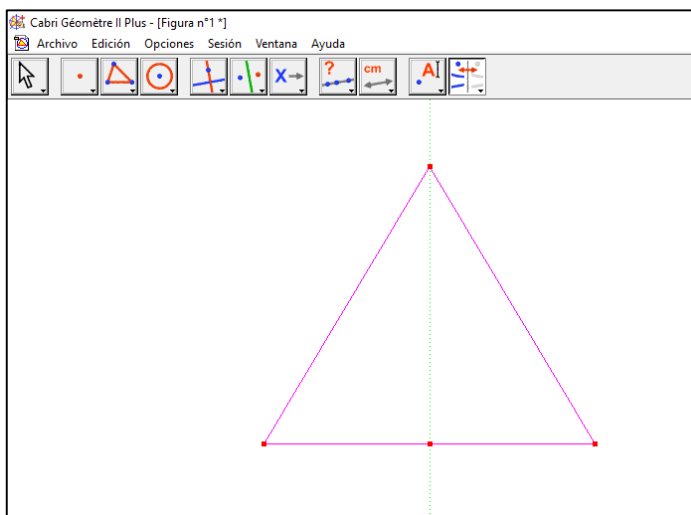 Cabri Géomètre II Plus - [Figura n°1 *]
Archivo Edición Opciones Sesión Ventana Ayuda
X ? cm A